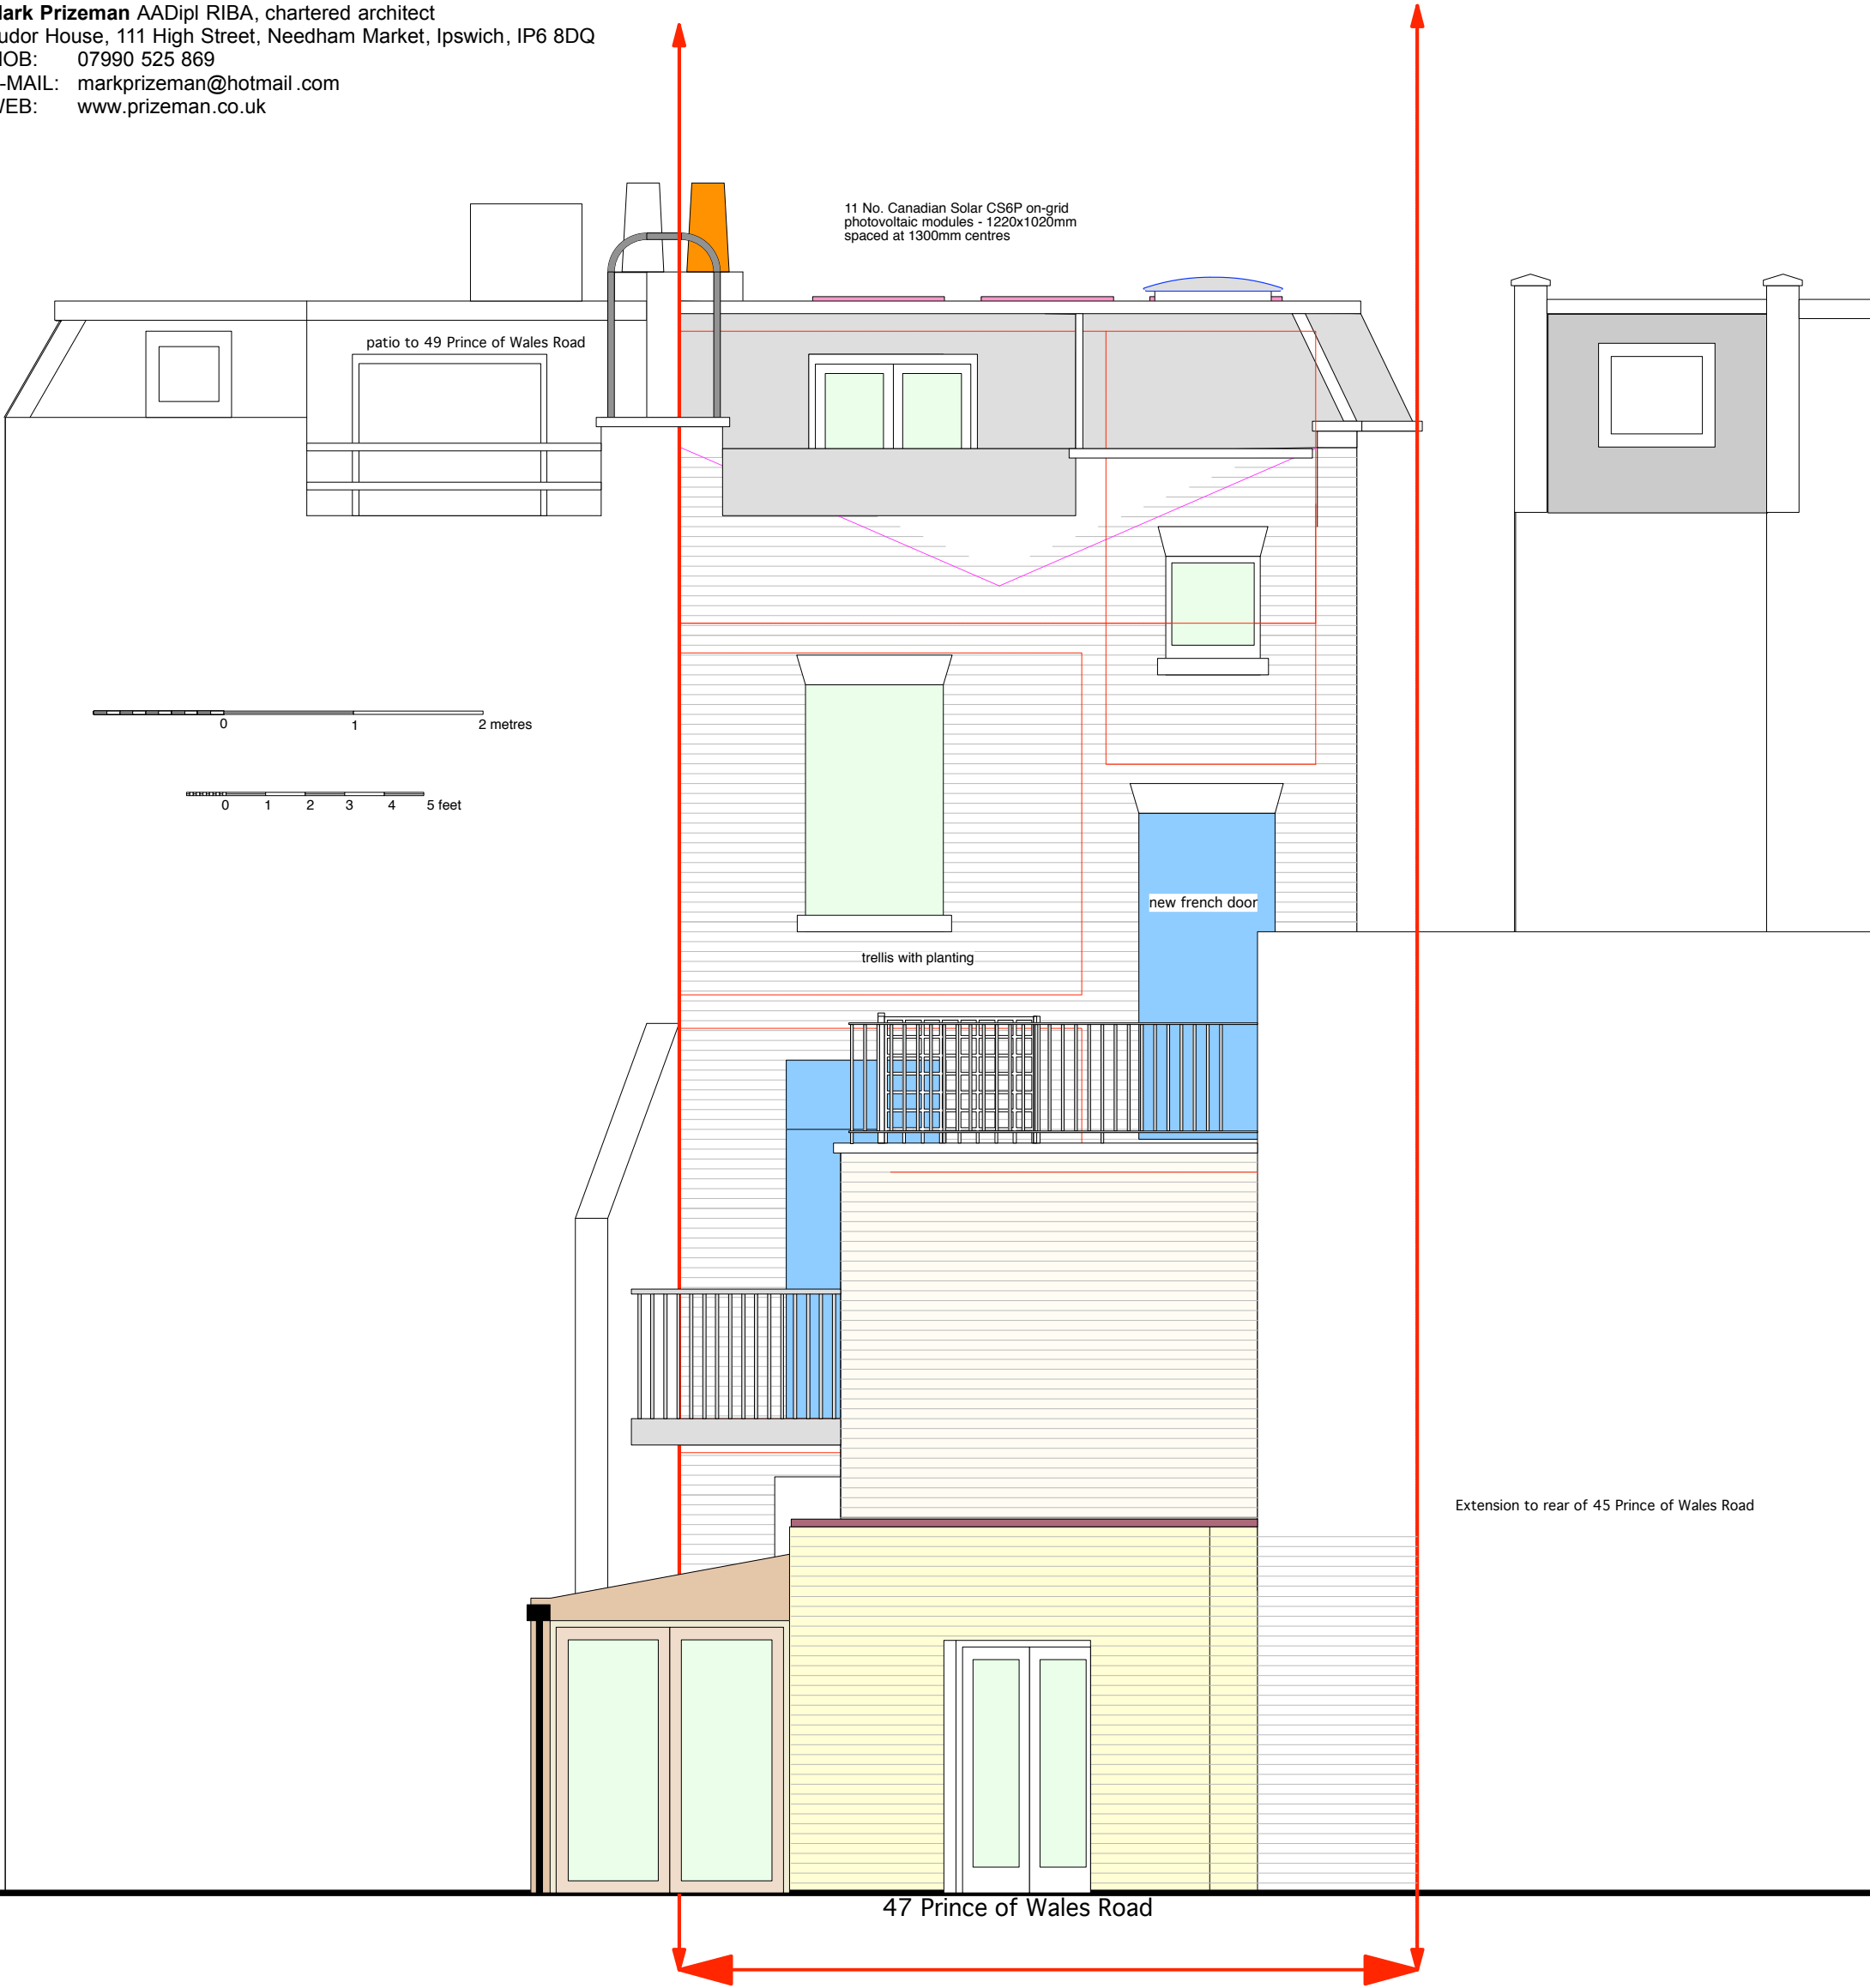 Mark Prizeman AADipl RIBA, chartered architect
Tudor House, 111 High Street, Needham Market, Ipswich, IP6 8DQ
MOB: 07990 525 869
E-MAIL: markprizeman@hotmail.com
WEB: www.prizeman.co.uk
11 No. Canadian Solar CS6P on-grid
photovoltaic modules - 1220x1020mm
spaced at 1300mm centres
patio to 49 Prince of Wales Road
0 1 2 metres
0 1 2 3 4 5 feet
new french door
trellis with planting
Extension to rear of 45 Prince of Wales Road
47 Prince of Wales Road